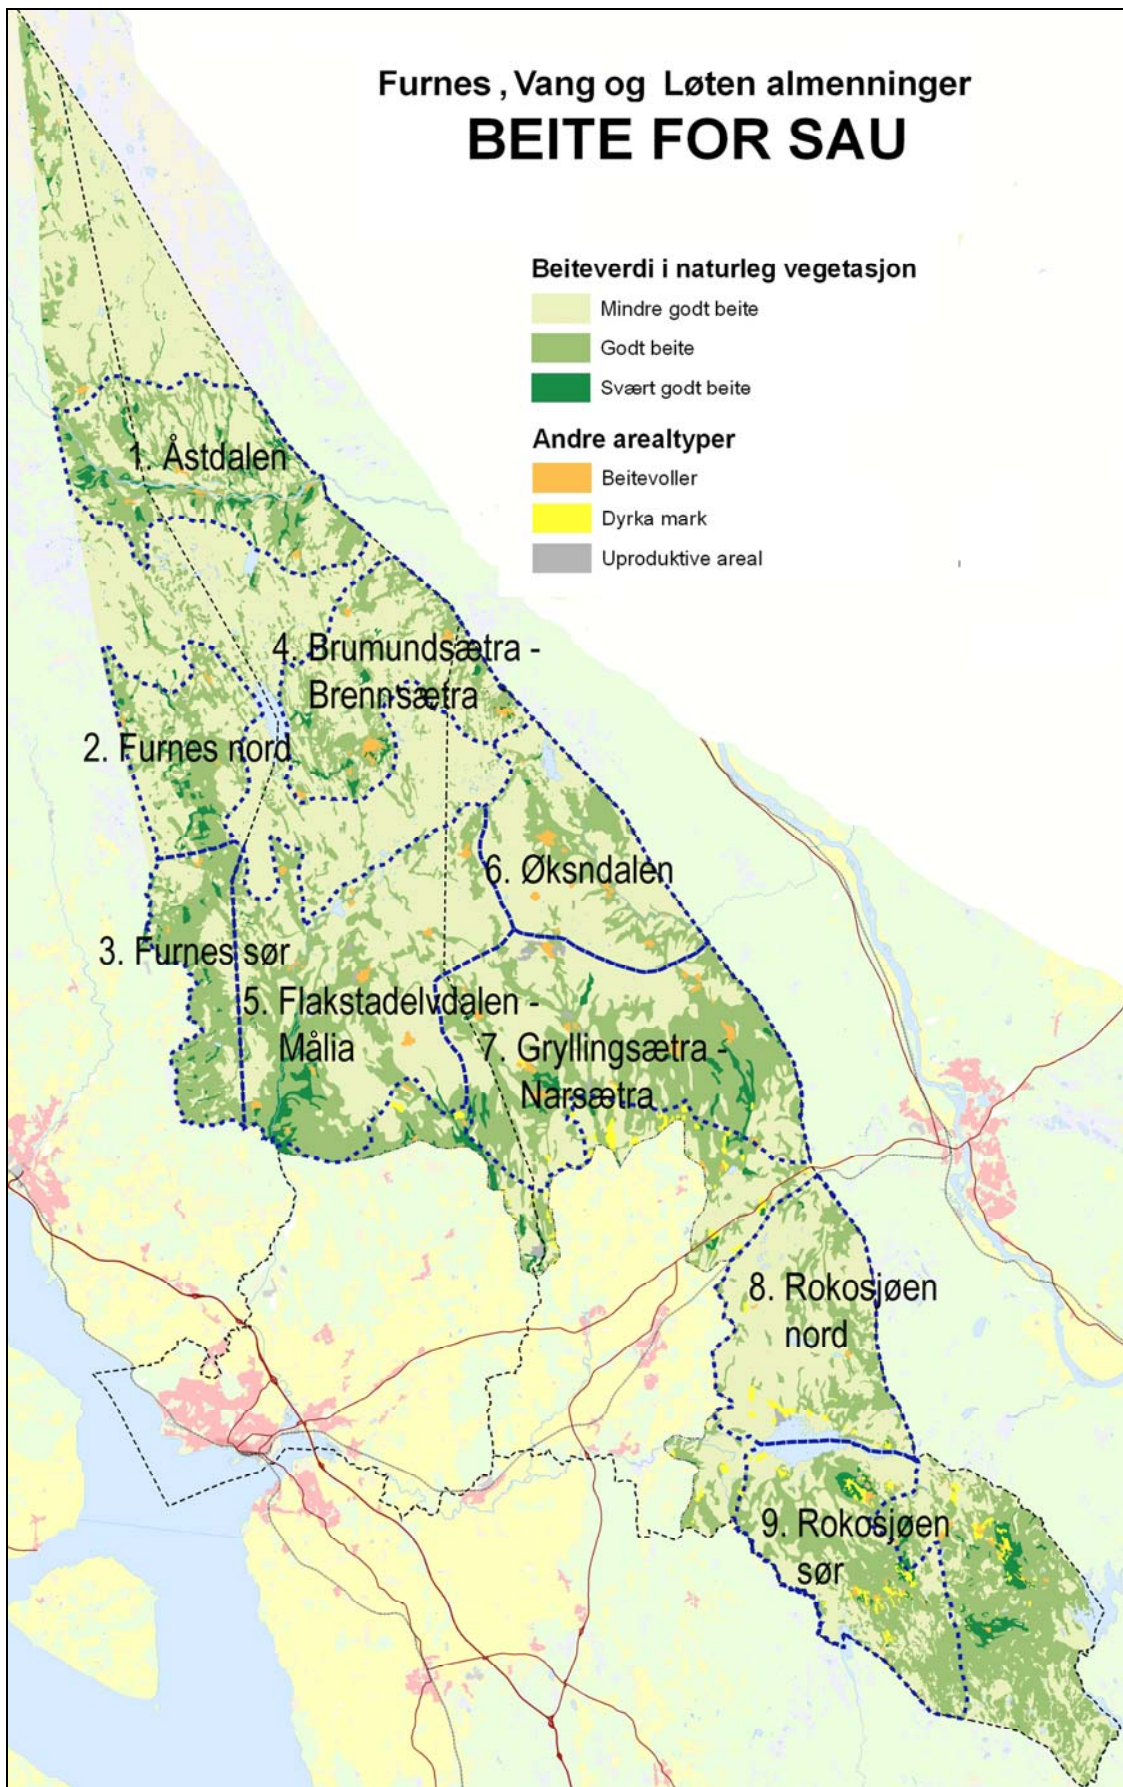 Furnes , Vang og Løten almenninger
BEITE FOR SAU
Beiteverdi i naturleg vegetasjon
Mindre godt beite
Godt beite
Svært godt beite
Andre arealtyper
Beitevoller
Dyrka mark
Uproduktive areal
1. Åstdalen
4. Brumundsætra -
Brennsætra
2. Furnes nord
6. Øksndalen
3. Furnes sør
5. Flakstadelvdalen -
Målia
7. Gryllingsætra -
Narsætra
8. Rokosjøen
nord
9. Rokosjøen
sør